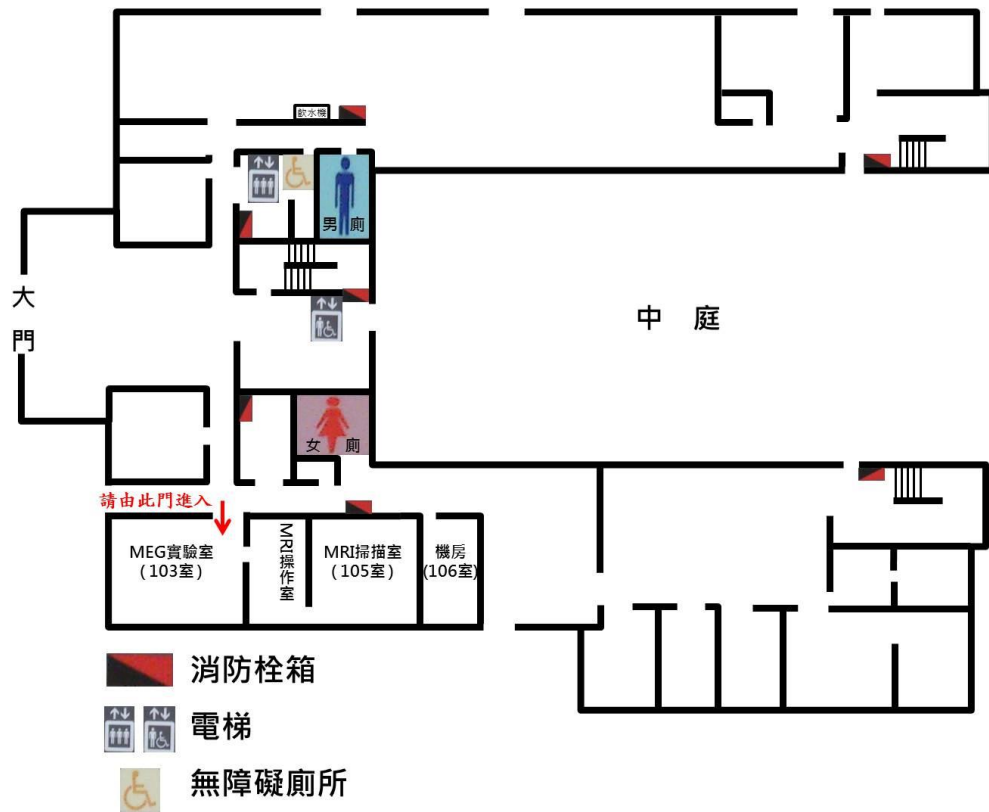 飲水機
男 廁
大
門
中 庭
女 廁
請由此門進入
MEG實驗室
(103室)
MRI操作室
MRI掃描室
(105室)
機房
(106室)
消防栓箱
電梯
無障礙廁所